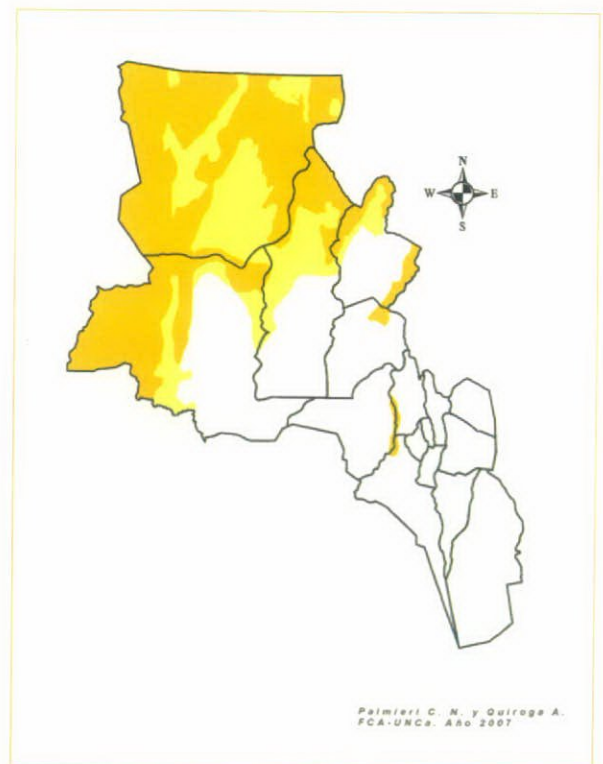 N
W E
S
Palmieri C. N. y Quiroga A.
FCA-UNCa. Año 2007